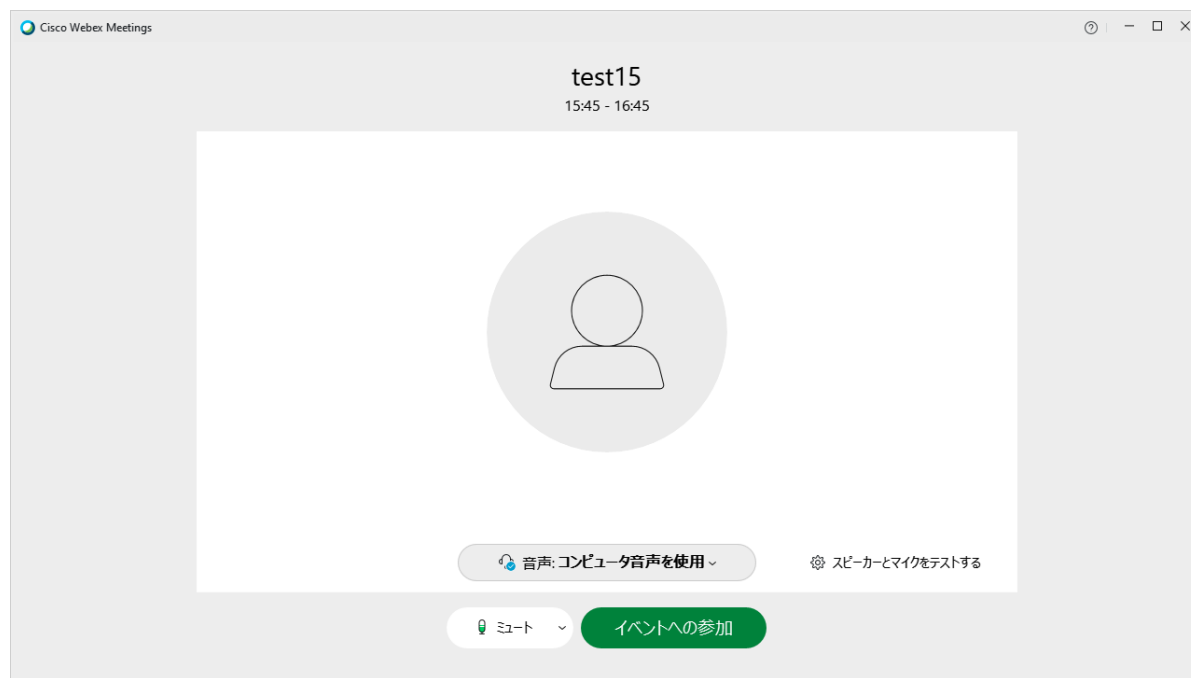 Cisco Webex Meetings
test15
15:45 - 16:45
音声: コンピュータ音声を使用
スピーカーとマイクをテストする
ミュート
イベントへの参加